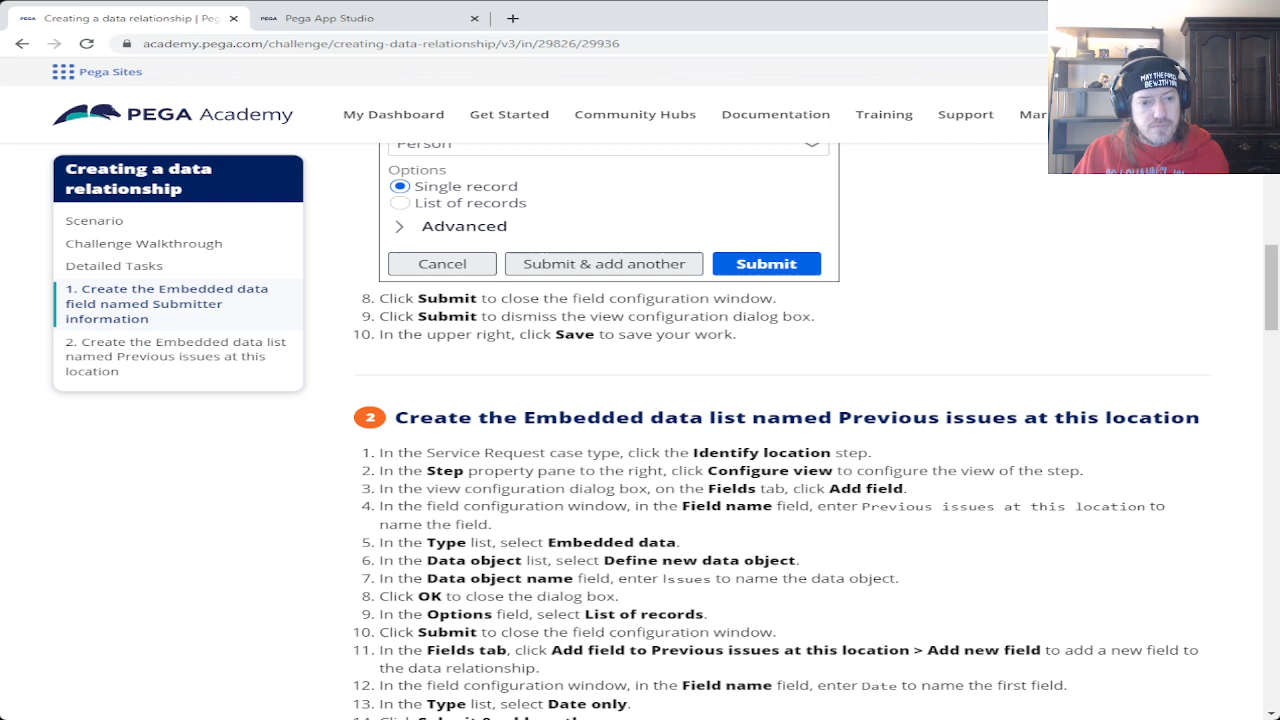 PEGA Creating a data relationship | Peg
PEGA Pega App Studio
academy.pega.com/challenge/creating-data-relationship/v7/in/29826/29936
Pega Sites
PEGA Academy
My Dashboard
Get Started
Community Hubs
Documentation
Training
Support
Mar
MAY THE
BE WITH YOU
Creating a data
relationship
Scenario
Challenge Walkthrough
Detailed Tasks
1. Create the Embedded data
field named Submitter
information
2. Create the Embedded data list
named Previous issues at this
location
Person
Options
Single record
List of records
Advanced
Cancel
Submit & add another
Submit
8. Click Submit to close the field configuration window.
9. Click Submit to dismiss the view configuration dialog box.
10. In the upper right, click Save to save your work.
2 Create the Embedded data list named Previous issues at this location
1. In the Service Request case type, click the Identify location step.
2. In the Step property pane to the right, click Configure view to configure the view of the step.
3. In the view configuration dialog box, on the Fields tab, click Add field.
4. In the field configuration window, in the Field name field, enter Previous issues at this location to
name the field.
5. In the Type list, select Embedded data.
6. In the Data object list, select Define new data object.
7. In the Data object name field, enter Issues to name the data object.
8. Click OK to close the dialog box.
9. In the Options field, select List of records.
10. Click Submit to close the field configuration window.
11. In the Fields tab, click Add field to Previous issues at this location > Add new field to add a new field to
the data relationship.
12. In the field configuration window, in the Field name field, enter Date to name the first field.
13. In the Type list, select Date only.